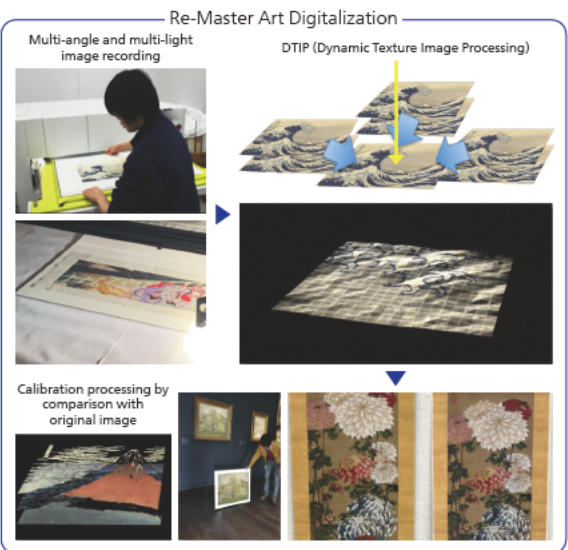 Re-Master Art Digitalization
Multi-angle and multi-light
image recording
DTIP (Dynamic Texture Image Processing)
Calibration processing by
comparison with
original image